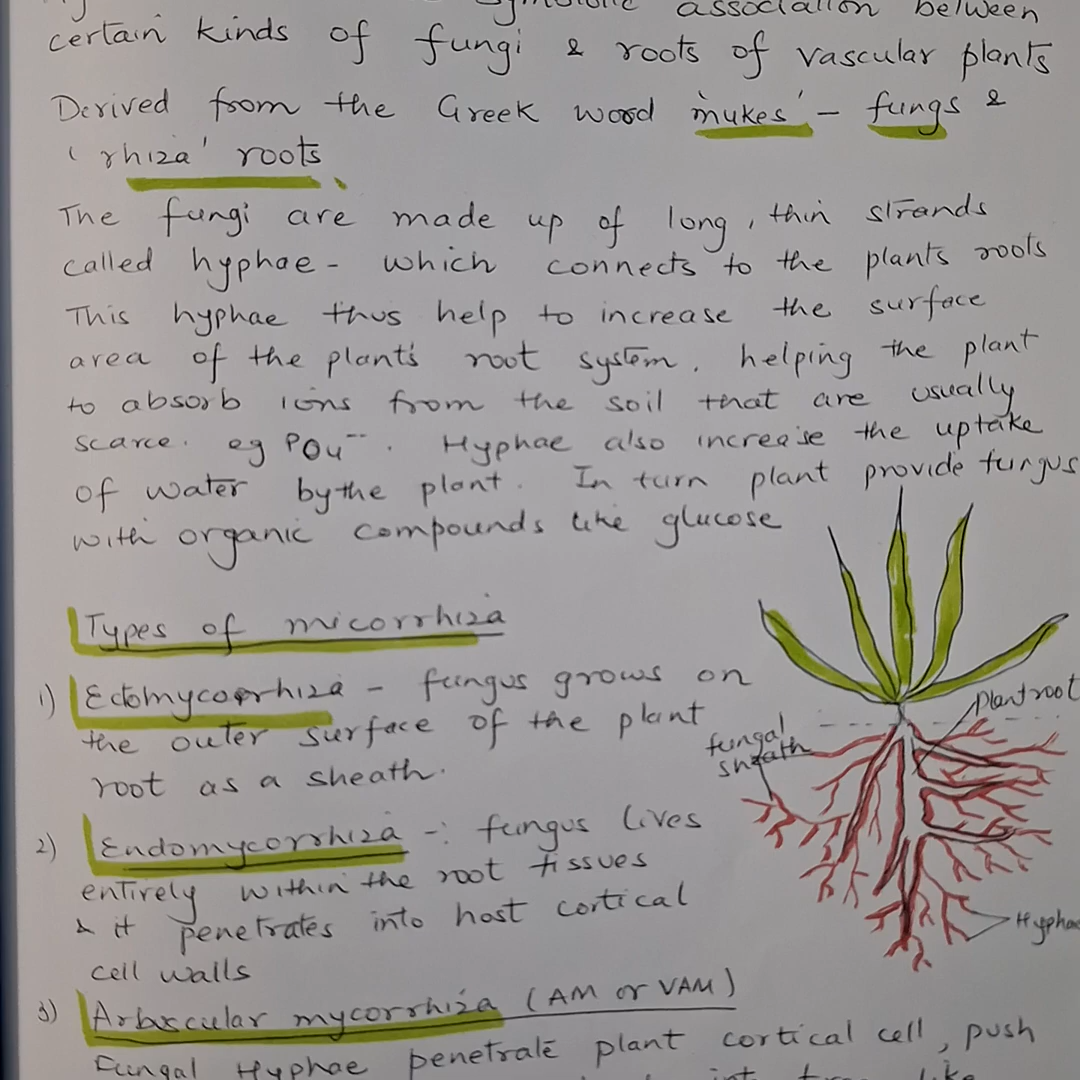 symbiotic association between
certain kinds of fungi & roots of vascular plants
Derived from the Greek word 'mukes' - fungs &
'rhiza' roots.
The fungi are made up of long, thin strands
called hyphae - which connects to the plants roots
This hyphae thus help to increase the surface
area of the plant's root system, helping the plant
to absorb ions from the soil that are usually
scarce. eg PO4--. Hyphae also increase the uptake
of water by the plant. In turn plant provide fungus
with organic compounds like glucose
Types of micorrhiza
1) Ectomycorrhiza - fungus grows on
the outer surface of the plant
root as a sheath.
Plant root
fungal
sheath
2) Endomycorrhiza -: fungus lives
entirely within the root tissues
& it penetrates into host cortical
cell walls
Hyphae
3) Arbuscular mycorrhiza (AM or VAM)
Fungal Hyphae penetrate plant cortical cell, push
into tree like